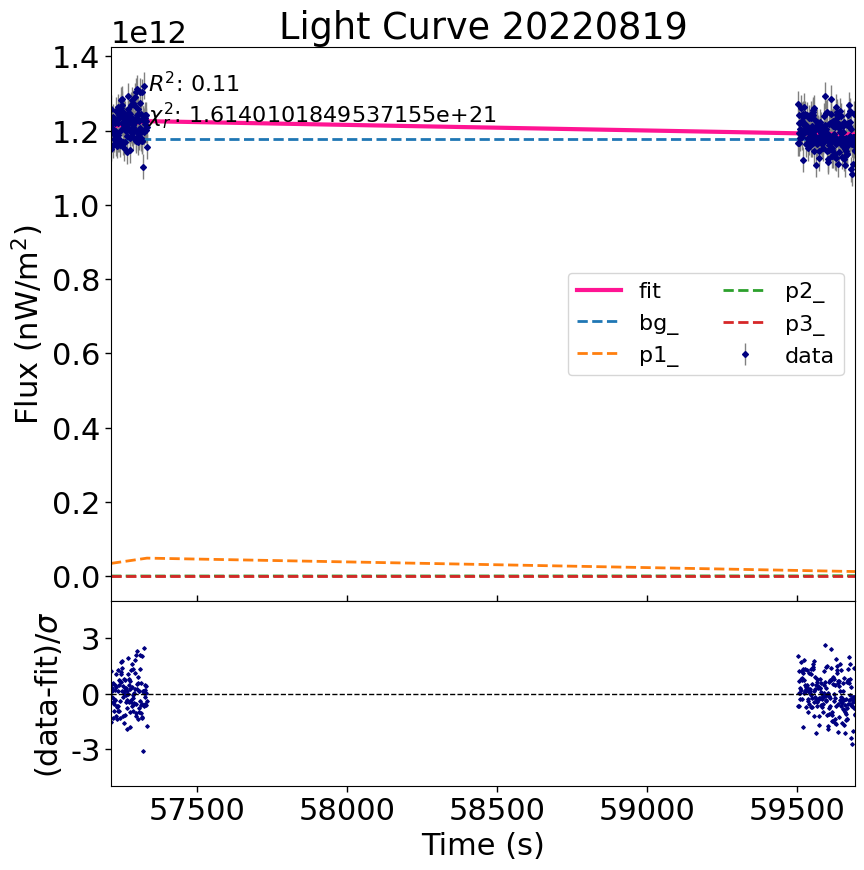 Light Curve 20220819
1e12
R²: 0.11
χ²ᵣ: 1.6140101849537155e+21
1.4
1.2
1.0
0.8
0.6
0.4
0.2
0.0
Flux (nW/m²)
fit
bg_
p1_
p2_
p3_
data
3
0
-3
(data-fit)/σ
57500 58000 58500 59000 59500
Time (s)